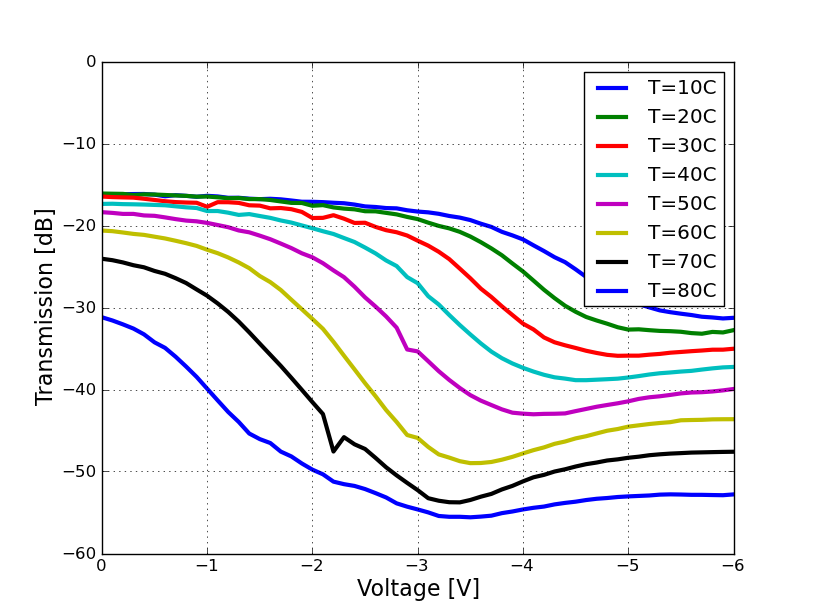 0
−10
−20
−30
−40
−50
−60
Transmission [dB]
T=10C
T=20C
T=30C
T=40C
T=50C
T=60C
T=70C
T=80C
0 −1 −2 −3 −4 −5 −6
Voltage [V]